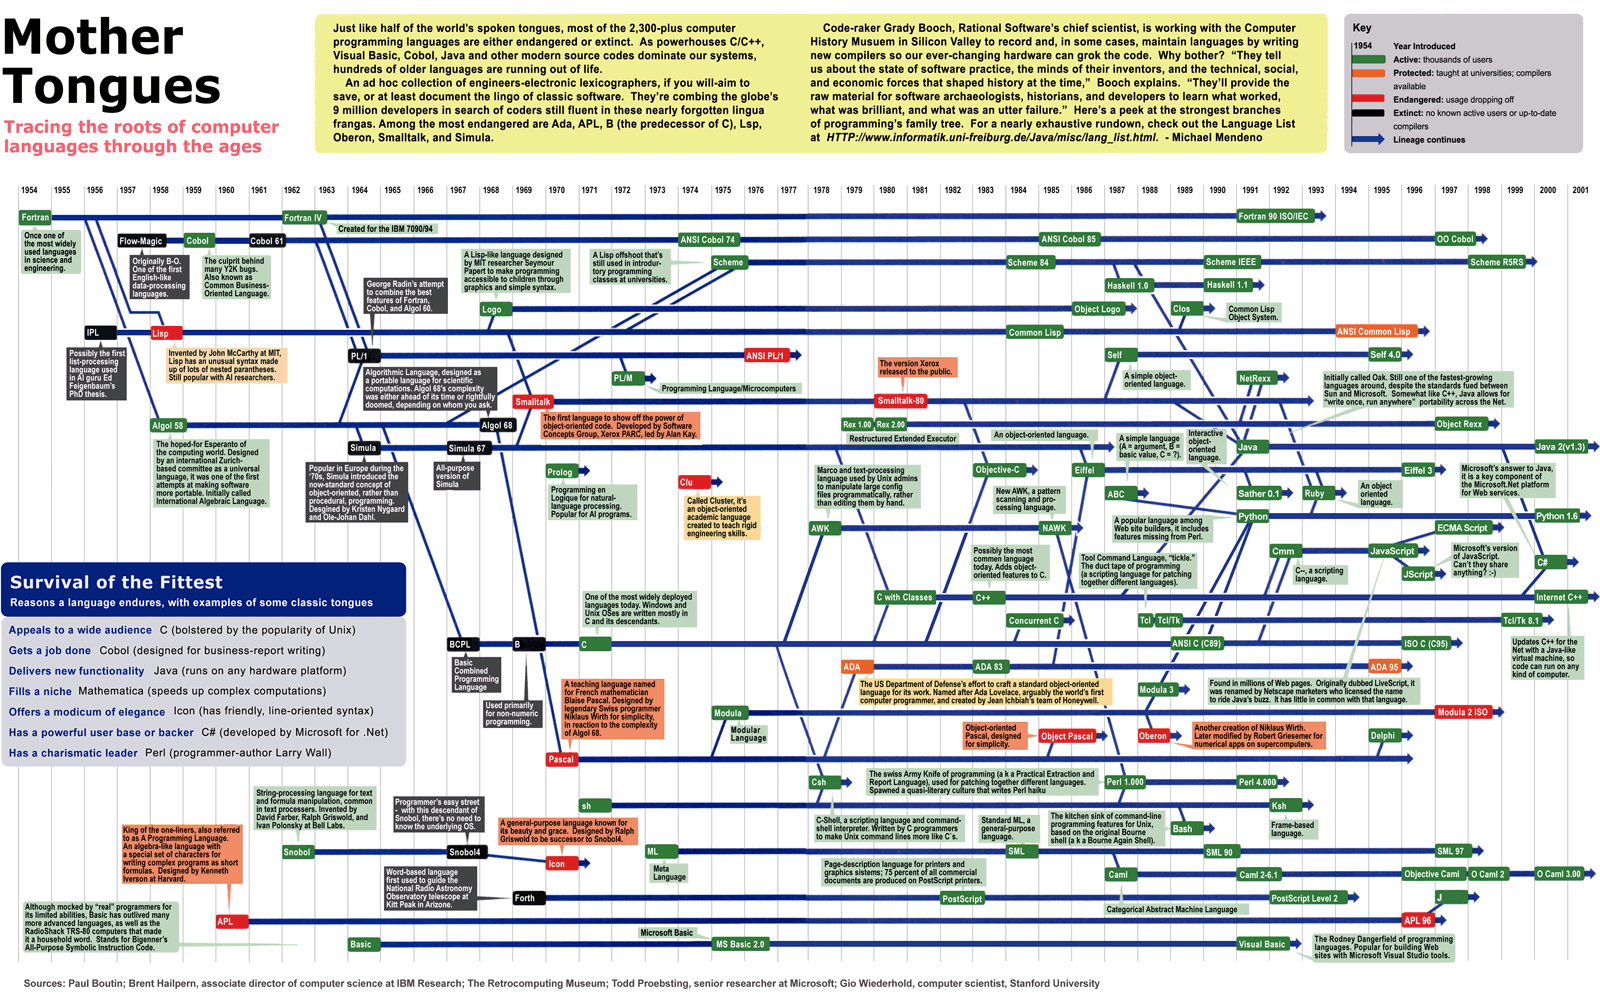 Mother
Tongues
Tracing the roots of computer
languages through the ages
Just like half of the world's spoken tongues, most of the 2,300-plus computer
programming languages are either endangered or extinct. As powerhouses C/C++,
Visual Basic, Cobol, Java and other modern source codes dominate our systems,
hundreds of older languages are running out of life.
An ad hoc collection of engineers-electronic lexicographers, if you will-aim to
save, or at least document the lingo of classic software. They're combing the globe's
9 million developers in search of coders still fluent in these nearly forgotten lingua
frangas. Among the most endangered are Ada, APL, B (the predecessor of C), Lsp,
Oberon, Smalltalk, and Simula.
Code-raker Grady Booch, Rational Software's chief scientist, is working with the Computer
History Musuem in Silicon Valley to record and, in some cases, maintain languages by writing
new compilers so our ever-changing hardware can grok the code. Why bother? "They tell
us about the state of software practice, the minds of their inventors, and the technical, social,
and economic forces that shaped history at the time," Booch explains. "They'll provide the
raw material for software archaeologists, historians, and developers to learn what worked,
what was brilliant, and what was an utter failure." Here's a peek at the strongest branches
of programming's family tree. For a nearly exhaustive rundown, check out the Language List
at HTTP://www.informatik.uni-freiburg.de/Java/misc/lang_list.html. - Michael Mendeno
Key
1954 Year Introduced
Active: thousands of users
Protected: taught at universities; compilers
available
Endangered: usage dropping off
Extinct: no known active users or up-to-date
compilers
Lineage continues
1954 1955 1956 1957 1958 1959 1960 1961 1962 1963 1964 1965 1966 1967 1968 1969 1970 1971 1972 1973 1974 1975 1976 1977 1978 1979 1980 1981 1982 1983 1984 1985 1986 1987 1988 1989 1990 1991 1992 1993 1994 1995 1996 1997 1998 1999 2000 2001
Fortran
Fortran IV
Fortran 90 ISO/IEC
Created for the IBM 7090/94
Once one of
the most widely
used languages
in science and
engineering.
Flow-Magic
Cobol
Cobol 61
ANSI Cobol 74
ANSI Cobol 85
OO Cobol
Originally B-O.
One of the first
English-like
data-processing
languages.
The culprit behind
many Y2K bugs.
Also known as
Common Business-
Oriented Language.
A Lisp-like language designed
by MIT researcher Seymour
Papert to make programming
accessible to children through
graphics and simple syntax.
A Lisp offshoot that's
still used in introdur-
tory programming
classes at universities.
Scheme
Scheme 84
Scheme IEEE
Scheme R5RS
George Radin's attempt
to combine the best
features of Fortran,
Cobol, and Algol 60.
Haskell 1.0
Haskell 1.1
Logo
Object Logo
Clos
Common Lisp
Object System.
IPL
Lisp
Common Lisp
ANSI Common Lisp
Possibly the first
list-processing
language used
in AI guru Ed
Feigenbaum's
PhD thesis.
Invented by John McCarthy at MIT,
Lisp has an unusual syntax made
up of lots of nested parantheses.
Still popular with AI researchers.
PL/1
ANSI PL/1
Self
Self 4.0
The version Xerox
released to the public.
A simple object-
oriented language.
Algorithmic Language, designed as
a portable language for scientific
computations. Algol 68's complexity
was either ahead of its time or rightfully
doomed, depending on whom you ask.
PL/M
Programming Language/Microcomputers
NetRexx
Initially called Oak. Still one of the fastest-growing
languages around, despite the standards fued between
Sun and Microsoft. Somewhat like C++, Java allows for
"write once, run anywhere" portability across the Net.
Smalltalk
Smalltalk-80
The first language to show off the power of
object-oriented code. Developed by Software
Concepts Group, Xerox PARC, led by Alan Kay.
Algol 58
Algol 68
Rex 1.00
Rex 2.00
Object Rexx
Restructured Extended Executor
The hoped-for Esperanto of
the computing world. Designed
by an international Zurich-
based committee as a universal
language, it was one of the first
attempts at making software
more portable. Initially called
International Algebraic Language.
Simula
Simula 67
Java
Java 2(v1.3)
Popular in Europe during the
'70s, Simula introduced the
now-standard concept of
object-oriented, rather than
procedural, programming.
Desgined by Kristen Nygaard
and Ole-Johan Dahl.
All-purpose
version of
Simula
An object-oriented
language.
A simple language
(A = argument, B =
basic value, C = ?).
Interactive
object-
oriented
language.
Prolog
Programming en
Logique for natural-
language processing.
Popular for AI programs.
Clu
Called Cluster, it's
an object-oriented
academic language
created to teach rigid
engineering skills.
Marco and text-processing
language used by Unix admins
to manipulate large config
files programmatically, rather
than editing them by hand.
Objective-C
Eiffel
Eiffel 3
Microsoft's answer to Java,
it is a key component of
the Microsoft.Net platform
for Web services.
New AWK, a pattern
scanning and pro-
cessing language.
ABC
Sather 0.1
Ruby
An object
oriented
language.
A popular language among
Web site builders, it includes
features missing from Perl.
Python
Python 1.6
AWK
NAWK
ECMA Script
Possibly the most
common language
today. Adds object-
oriented features to C.
Tool Command Language, "tickle."
The duct tape of programming
(a scripting language for patching
together different languages).
Cmm
JavaScript
C--, a scripting
language.
Microsoft's version
of JavaScript.
Can't they share
anything? :-)
C#
JScript
Survival of the Fittest
Reasons a language endures, with examples of some classic tongues
Appeals to a wide audience C (bolstered by the popularity of Unix)
Gets a job done Cobol (designed for business-report writing)
Delivers new functionality Java (runs on any hardware platform)
Fills a niche Mathematica (speeds up complex computations)
Offers a modicum of elegance Icon (has friendly, line-oriented syntax)
Has a powerful user base or backer C# (developed by Microsoft for .Net)
Has a charismatic leader Perl (programmer-author Larry Wall)
One of the most widely deployed
languages today. Windows and
Unix OSes are written mostly in
C and its descendants.
C with Classes
C++
Internet C++
Concurrent C
Tcl
Tcl/Tk
Tcl/Tk 8.1
BCPL
B
C
ANSI C (C89)
ISO C (C95)
Basic
Combined
Programming
Language
Used primarily
for non-numeric
programming.
ADA
ADA 83
ADA 95
The US Department of Defense's effort to craft a standard object-oriented
language for its work. Named after Ada Lovelace, arguably the world's first
computer programmer, and created by Jean Ichbiah's team of Honeywell.
Updates C++ for the
Net with a Java-like
virtual machine, so
code can run on any
kind of computer.
A teaching language named
for French mathematician
Blaise Pascal. Designed by
legendary Swiss programmer
Niklaus Wirth for simplicity,
in reaction to the complexity
of Algol 68.
Modula 3
Found in millions of Web pages. Originally dubbed LiveScript, it
was renamed by Netscape marketers who licensed the name
to ride Java's buzz. It has little in common with that language.
Modula
Modula 2 ISO
Modular
Language
Object-oriented
Pascal, designed
for simplicity.
Object Pascal
Oberon
Another creation of Niklaus Wirth.
Later modified by Robert Griesemer for
numerical apps on supercomputers.
Delphi
Pascal
Csh
The swiss Army Knife of programming (a k a Practical Extraction and
Report Language), used for patching together different languages.
Spawned a quasi-literary culture that writes Perl haiku
Perl 1.000
Perl 4.000
String-processing language for text
and formula manipulation, common
in text processers. Invented by
David Farber, Ralph Griswold, and
Ivan Polonsky at Bell Labs.
Programmer's easy street
- with this descendant of
Snobol, there's no need to
know the underlying OS.
sh
Ksh
C-Shell, a scripting language and command-
shell interpreter. Written by C programmers
to make Unix command lines more like C's.
Standard ML, a
general-purpose
language.
The kitchen sink of command-line
programming features for Unix,
based on the original Bourne
shell (a k a Bourne Again Shell).
Bash
Frame-based
language.
King of the one-liners, also referred
to as A Programming Language.
An algebra-like language with
a special set of characters for
writing complex programs as short
formulas. Designed by Kenneth
Iverson at Harvard.
A general-purpose language known for
its beauty and grace. Designed by Ralph
Griswold to be successor to Snobol4.
Snobol
Snobol4
Icon
ML
SML
SML 90
SML 97
Meta
Language
Word-based language
first used to guide the
National Radio Astronomy
Observatory telescope at
Kitt Peak in Arizona.
Page-description language for printers and
graphics sistems; 75 percent of all commercial
documents are produced on PostScript printers.
Caml
Caml 2-6.1
Objective Caml
O Caml 2
O Caml 3.00
Forth
PostScript
PostScript Level 2
J
Categorical Abstract Machine Language
Although mocked by "real" programmers for
its limited abilities, Basic has outlived many
more advanced languages, as well as the
RadioShack TRS-80 computers that made
it a household word. Stands for Bigenner's
All-Purpose Symbolic Instruction Code.
APL
APL 96
Microsoft Basic
Basic
MS Basic 2.0
Visual Basic
The Rodney Dangerfield of programming
languages. Popular for building Web
sites with Microsoft Visual Studio tools.
Sources: Paul Boutin; Brent Hailpern, associate director of computer science at IBM Research; The Retrocomputing Museum; Todd Proebsting, senior researcher at Microsoft; Gio Wiederhold, computer scientist, Stanford University